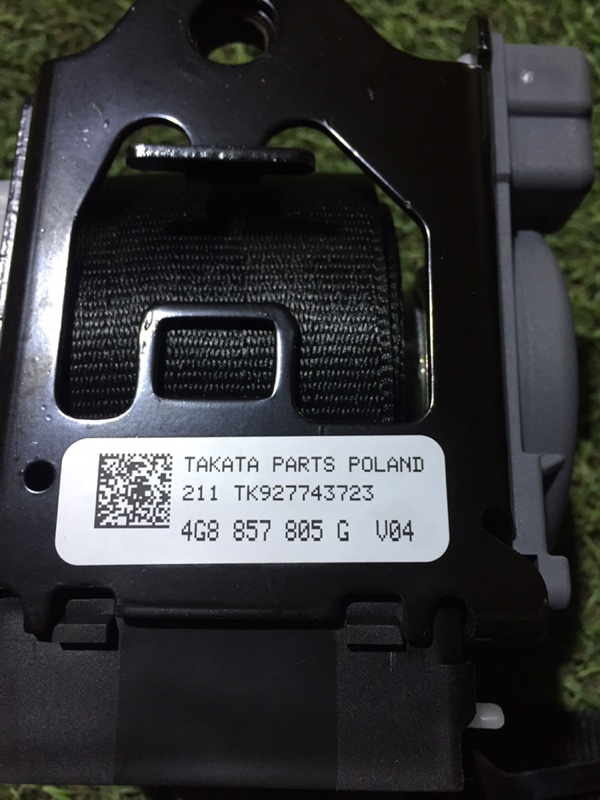 TAKATA PARTS POLAND
211 TK927743723
4G8 857 805 G V04